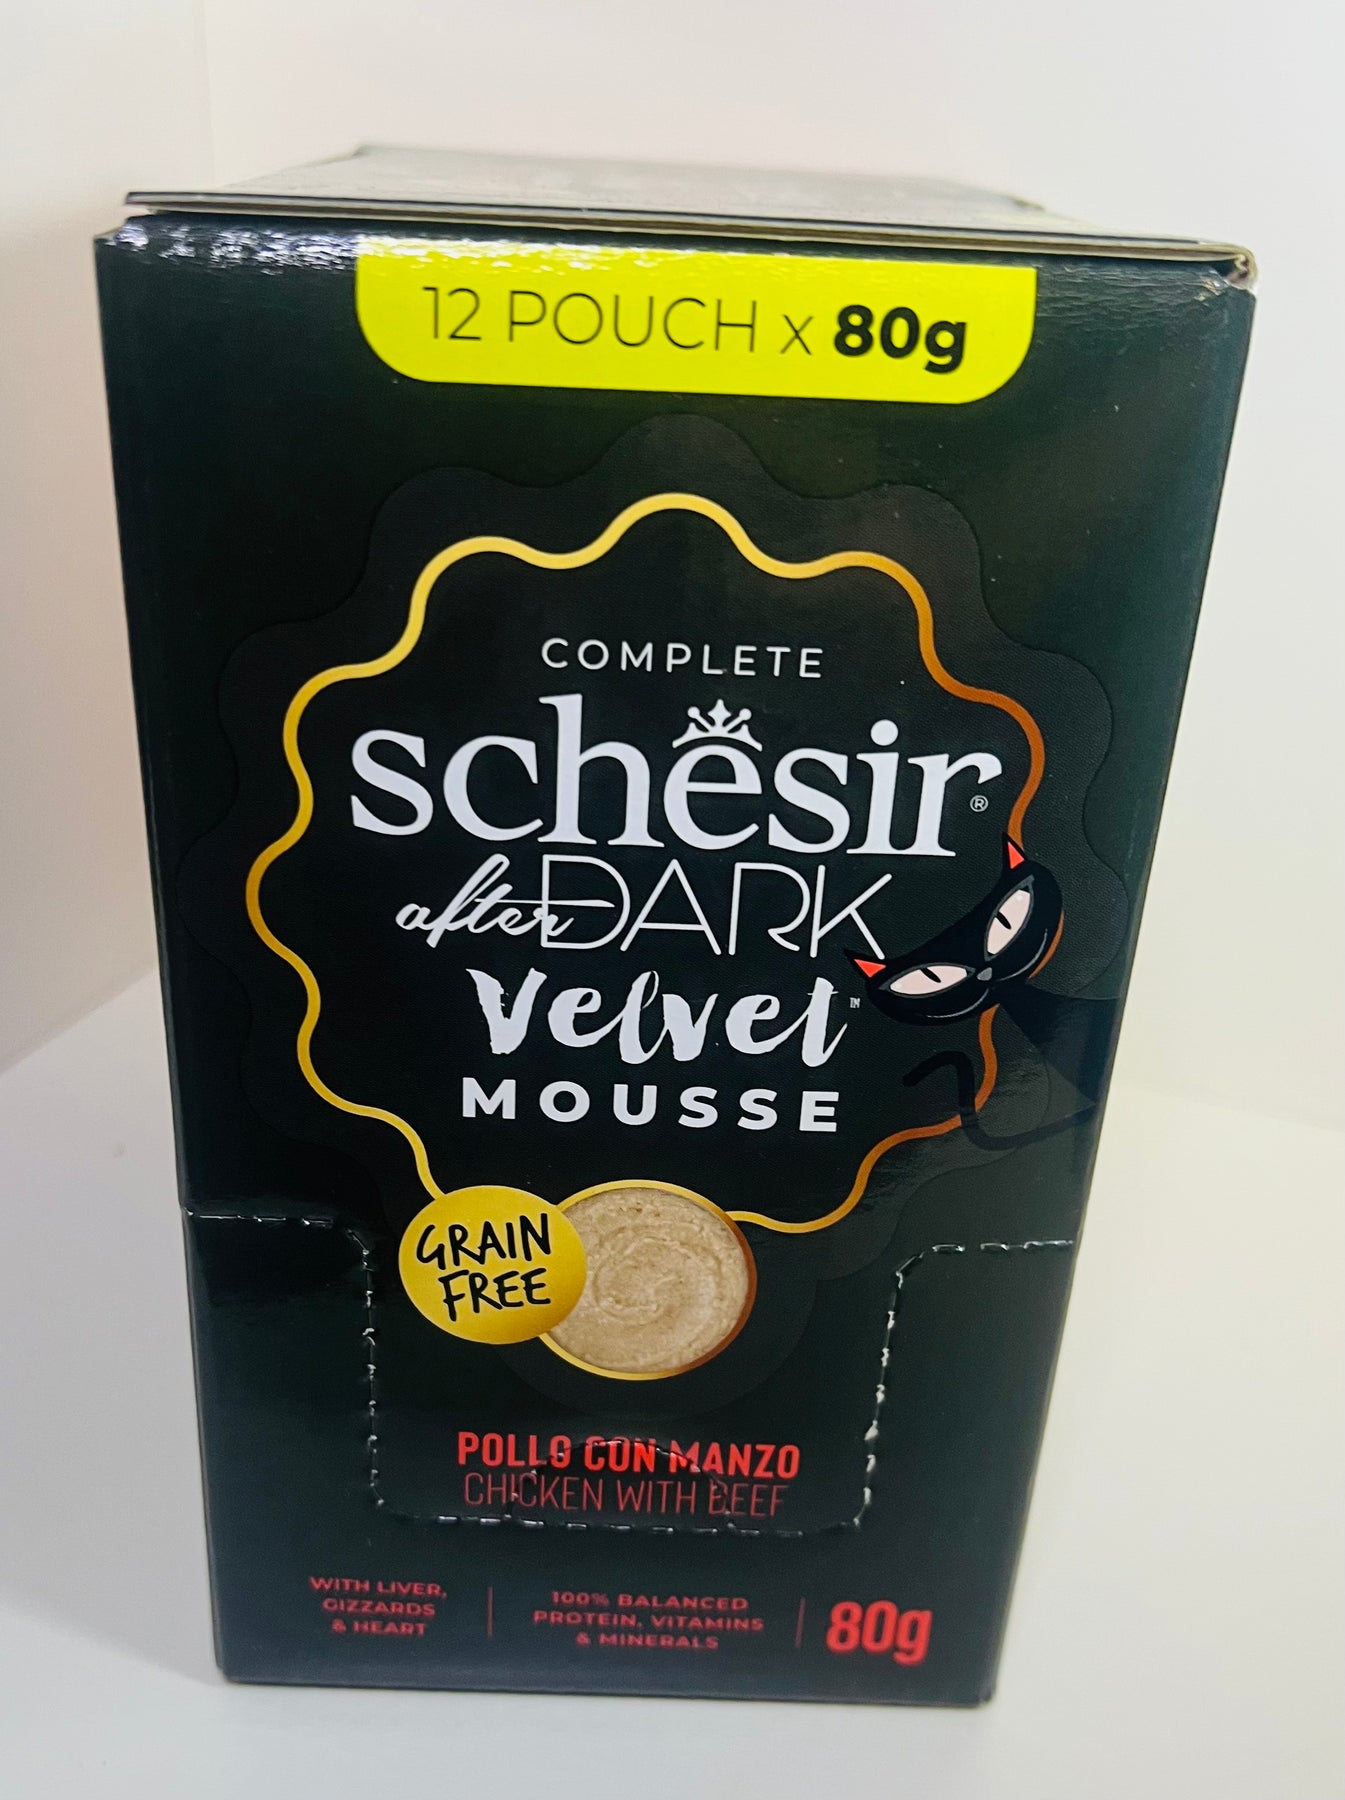 12 POUCH x 80g
COMPLETE
schesir®
after DARK
Velvet™
MOUSSE
GRAIN
FREE
POLLO CON MANZO
CHICKEN WITH BEEF
WITH LIVER,
GIZZARDS
& HEART
100% BALANCED
PROTEIN, VITAMINS
& MINERALS
80g